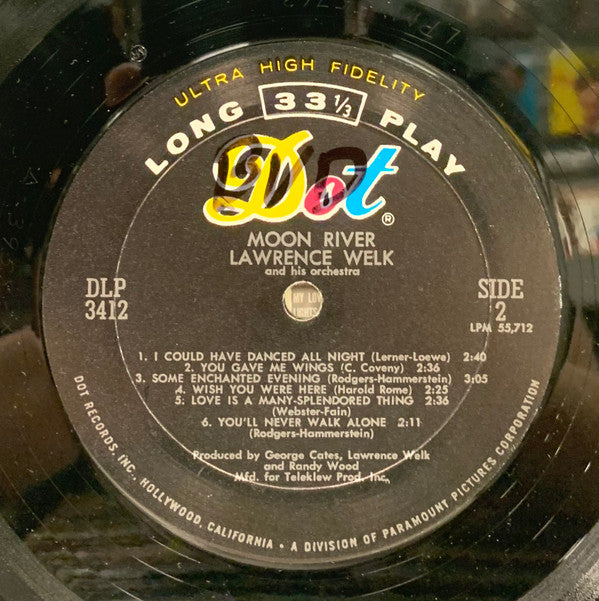 ULTRA HIGH FIDELITY
LONG 33 1/3 PLAY
Dot®
MOON RIVER
LAWRENCE WELK
and his orchestra
DLP
3412
MY LOV
IGHTS
SIDE
2
LPM 55,712
1. I COULD HAVE DANCED ALL NIGHT (Lerner-Loewe) 2:40
2. YOU GAVE ME WINGS (C. Coveny) 2:36
3. SOME ENCHANTED EVENING (Rodgers-Hammerstein) 3:05
4. WISH YOU WERE HERE (Harold Rome) 2:25
5: LOVE IS A MANY-SPLENDORED THING 2:36
(Webster-Fain)
6. YOU'LL NEVER WALK ALONE 2:11
(Rodgers-Hammerstein)
Produced by George Cates, Lawrence Welk
and Randy Wood
Mfd. for Teleklew Prod. Inc,
DOT RECORDS, INC., HOLLYWOOD, CALIFORNIA • A DIVISION OF PARAMOUNT PICTURES CORPORATION